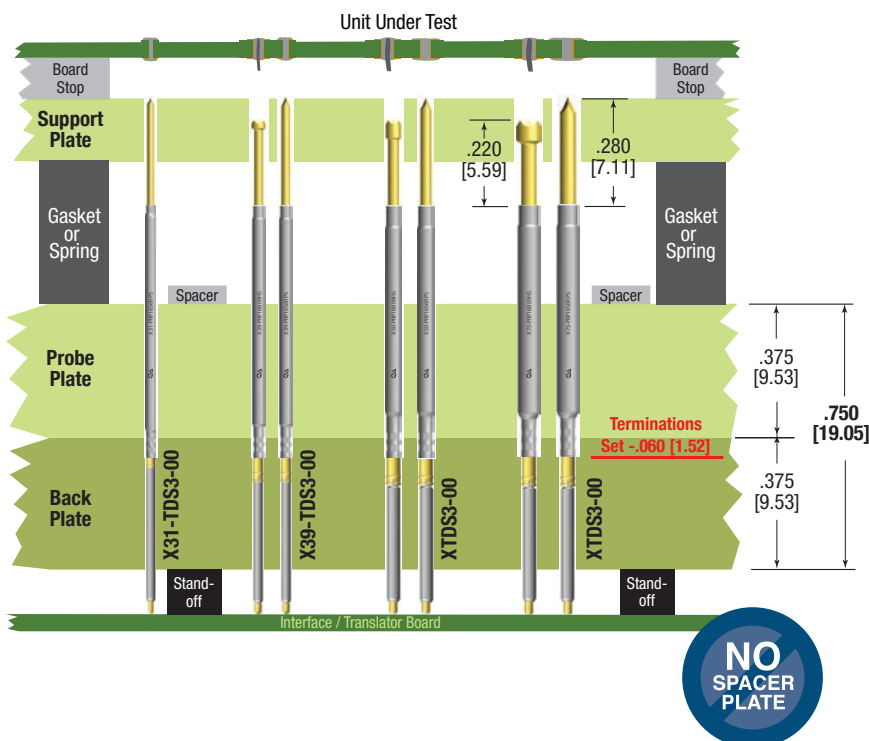 Unit Under Test
Board
Stop
Board
Stop
Support
Plate
.220
[5.59]
.280
[7.11]
Gasket
or
Spring
Gasket
or
Spring
Spacer
Spacer
Probe
Plate
.375
[9.53]
.750
[19.05]
Terminations
Set -.060 [1.52]
Back
Plate
.375
[9.53]
X31-TDS3-00
X39-TDS3-00
XTDS3-00
XTDS3-00
Stand-
off
Stand-
off
Interface / Translator Board
NO
SPACER
PLATE